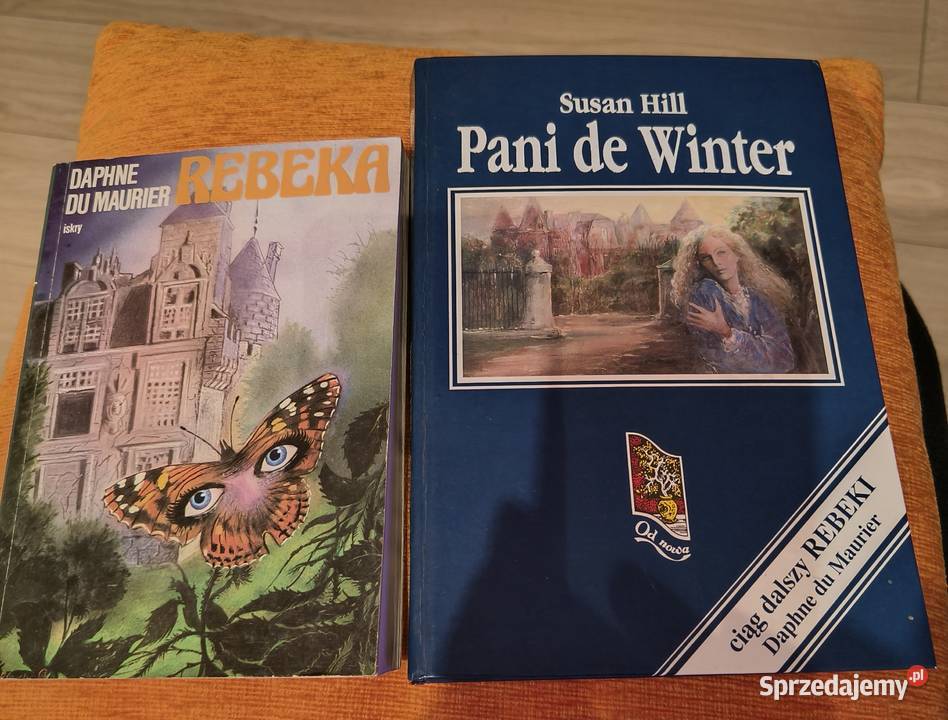 DAPHNE
DU MAURIER
REBEKA
iskry
Susan Hill
Pani de Winter
Od nowa
ciąg dalszy REBEKI
Daphne du Maurier
Sprzedajemy.pl